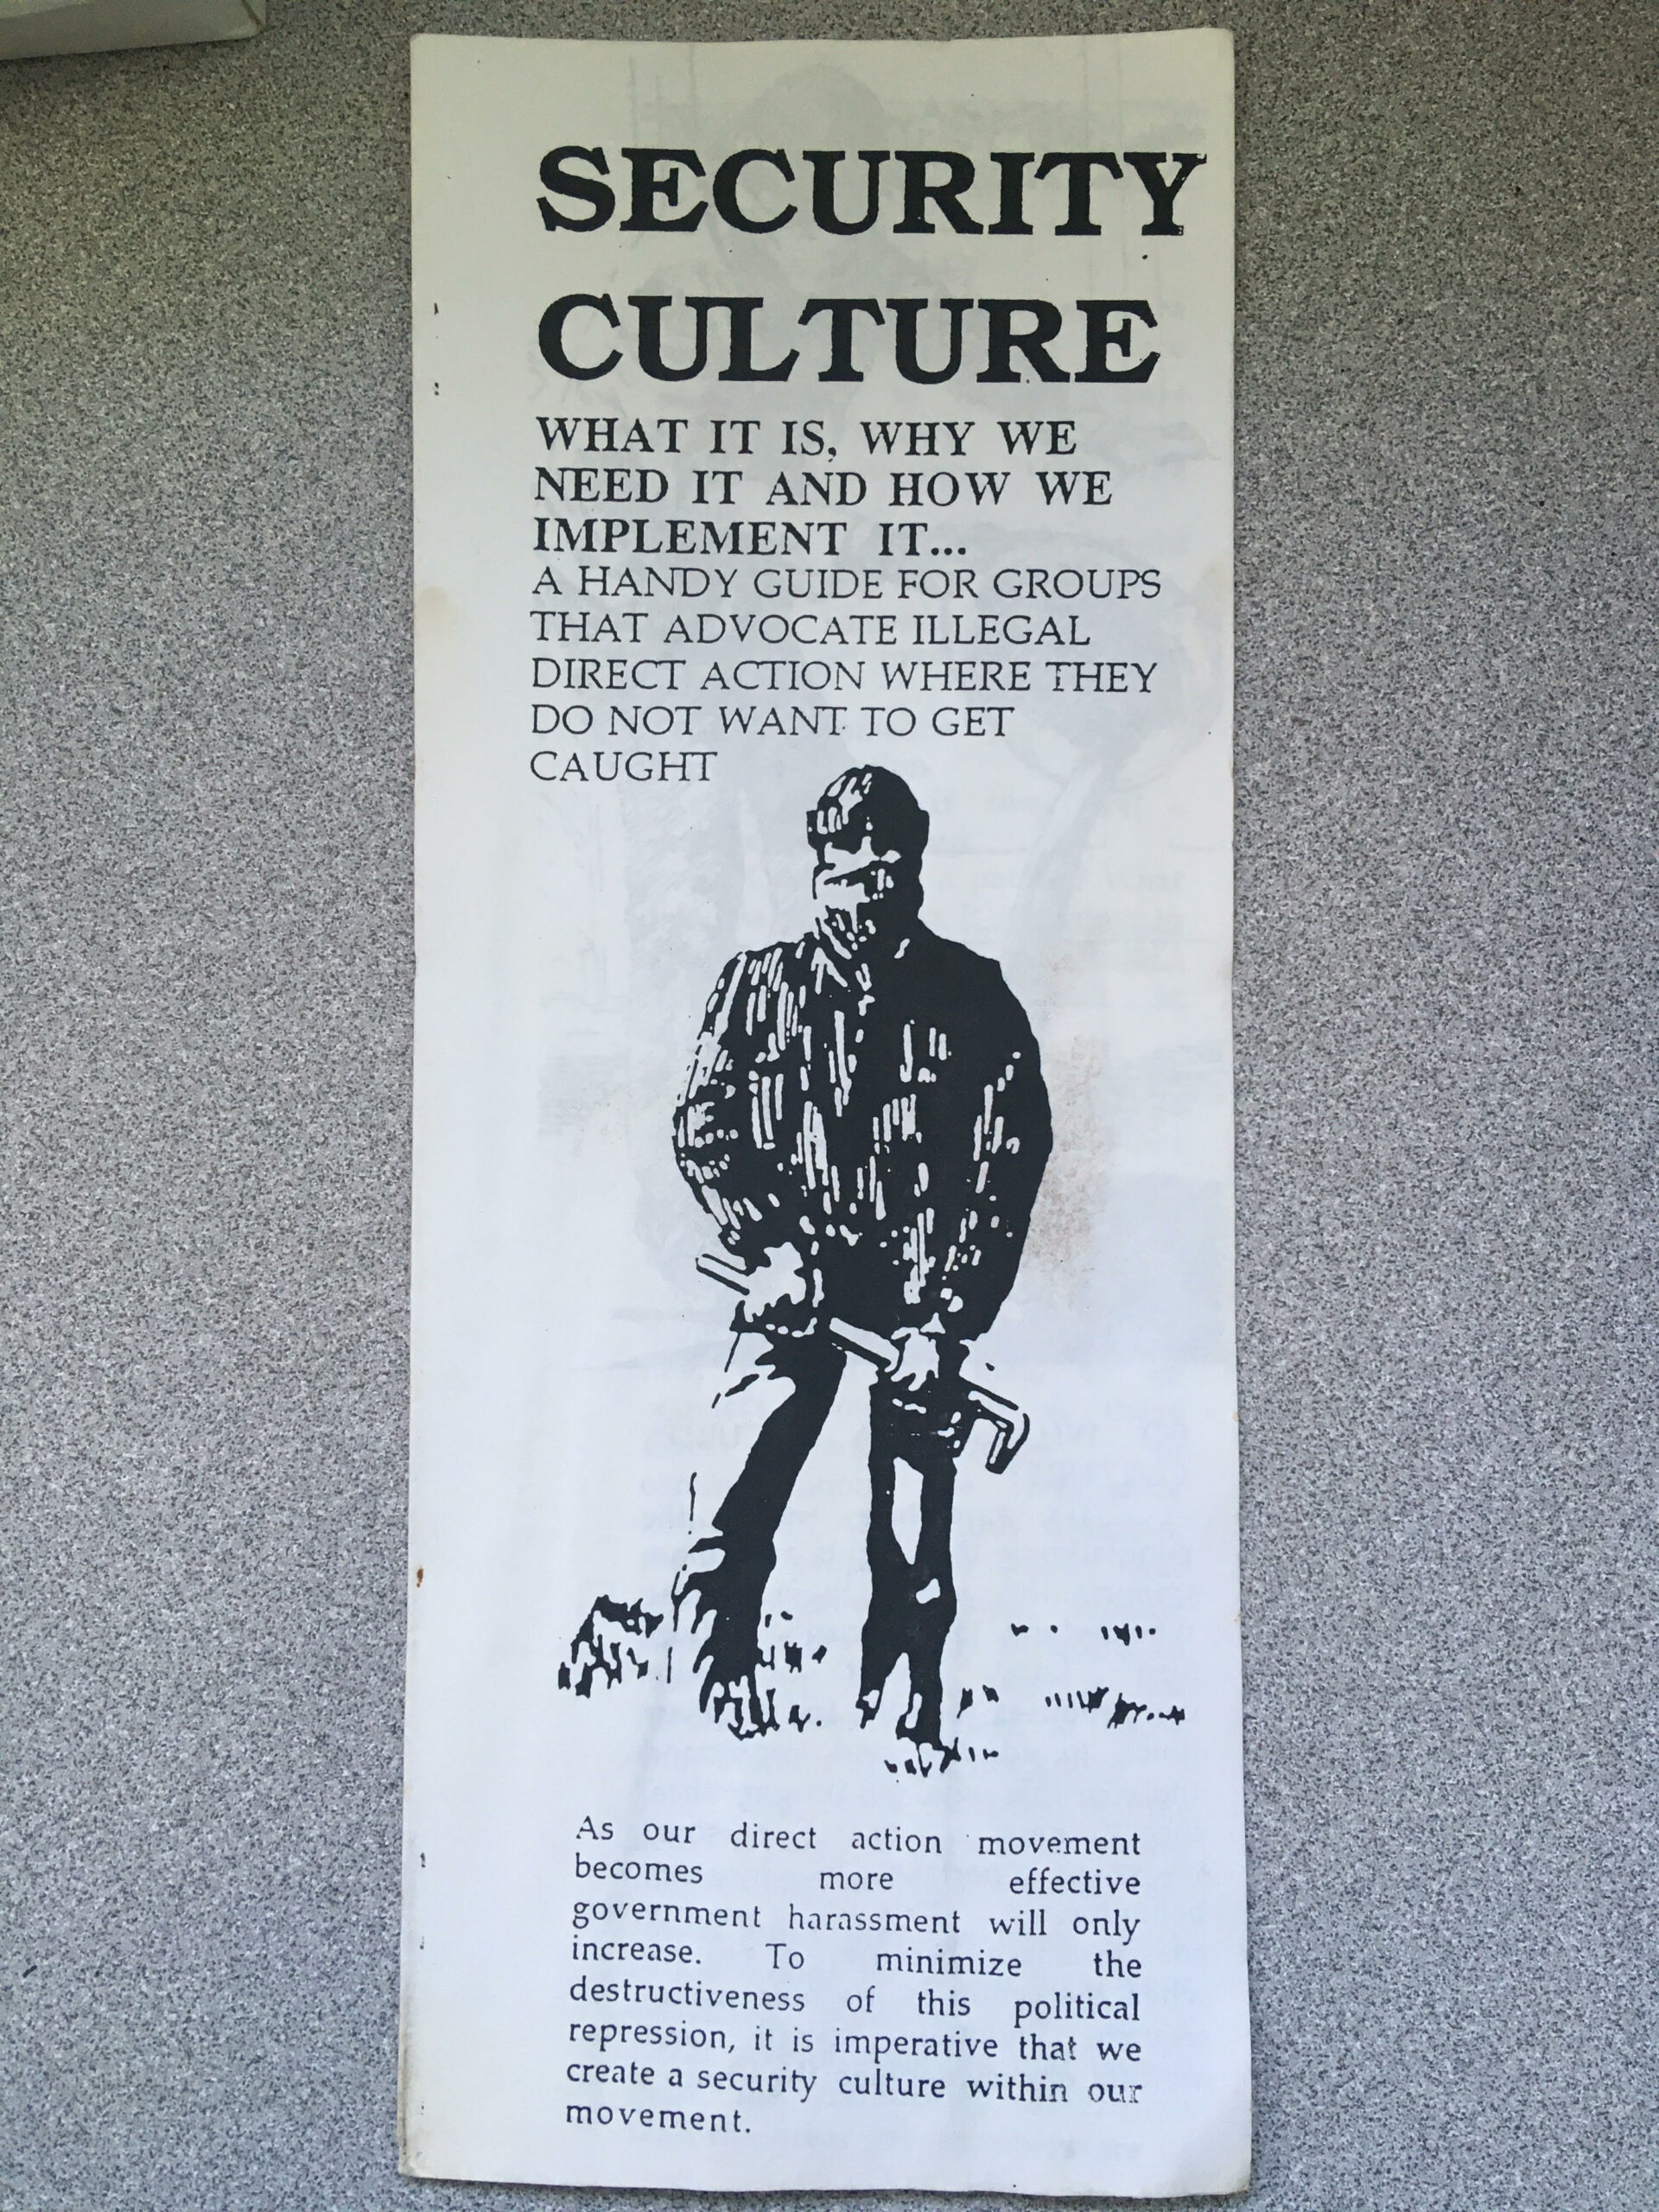 SECURITY
CULTURE
WHAT IT IS, WHY WE
NEED IT AND HOW WE
IMPLEMENT IT...
A HANDY GUIDE FOR GROUPS
THAT ADVOCATE ILLEGAL
DIRECT ACTION WHERE THEY
DO NOT WANT TO GET
CAUGHT
As our direct action movement
becomes more effective
government harassment will only
increase. To minimize the
destructiveness of this political
repression, it is imperative that we
create a security culture within our
movement.